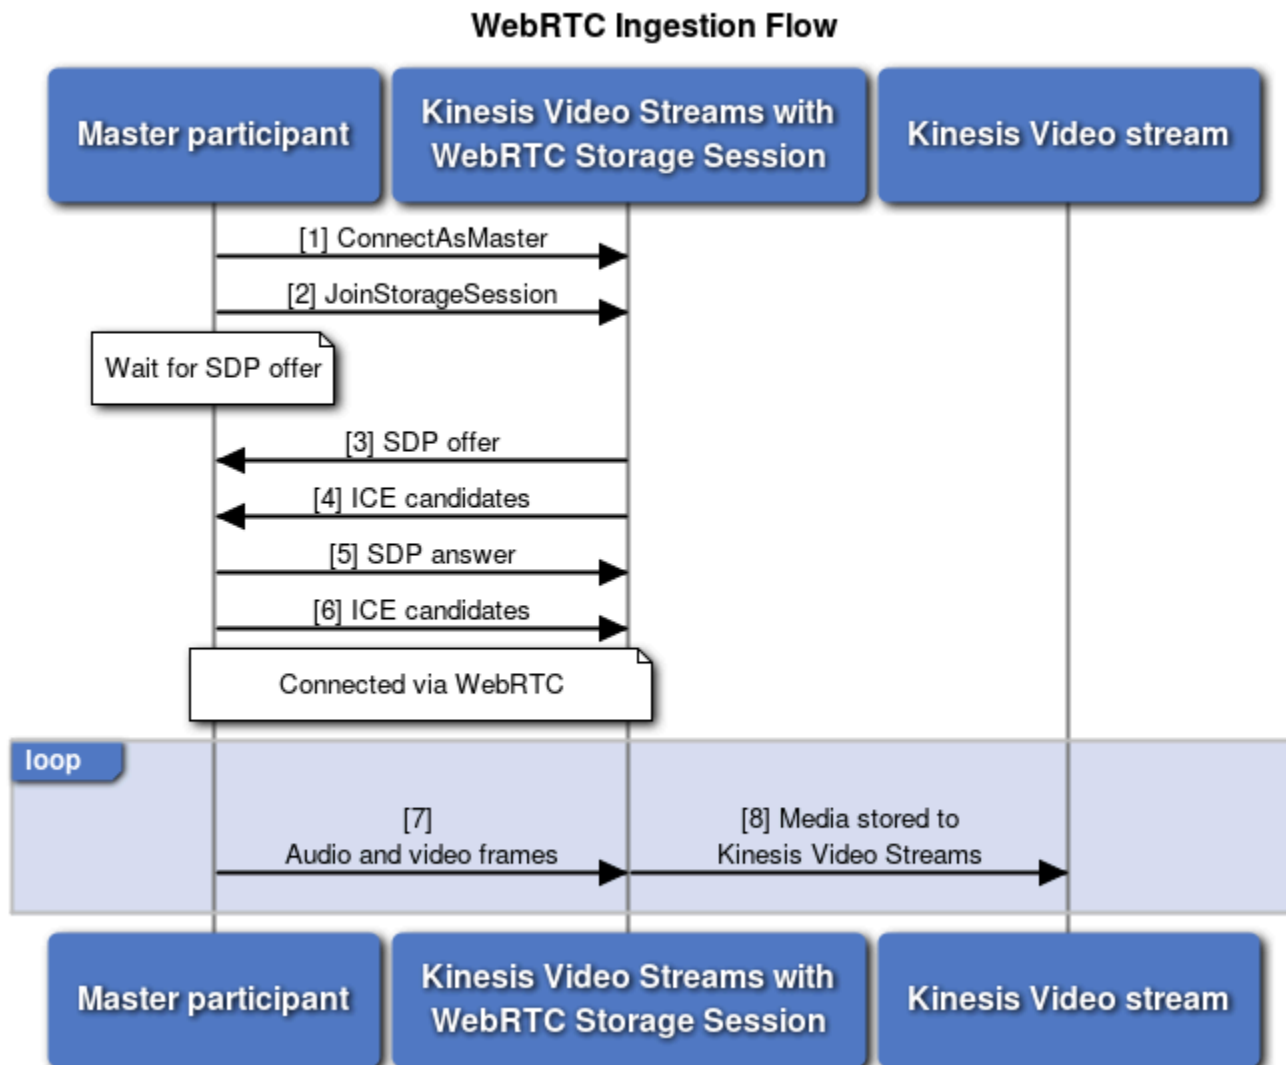 WebRTC Ingestion Flow
Master participant
Kinesis Video Streams with
WebRTC Storage Session
Kinesis Video stream
[1] ConnectAsMaster
[2] JoinStorageSession
Wait for SDP offer
[3] SDP offer
[4] ICE candidates
[5] SDP answer
[6] ICE candidates
Connected via WebRTC
loop
[7]
Audio and video frames
[8] Media stored to
Kinesis Video Streams
Master participant
Kinesis Video Streams with
WebRTC Storage Session
Kinesis Video stream